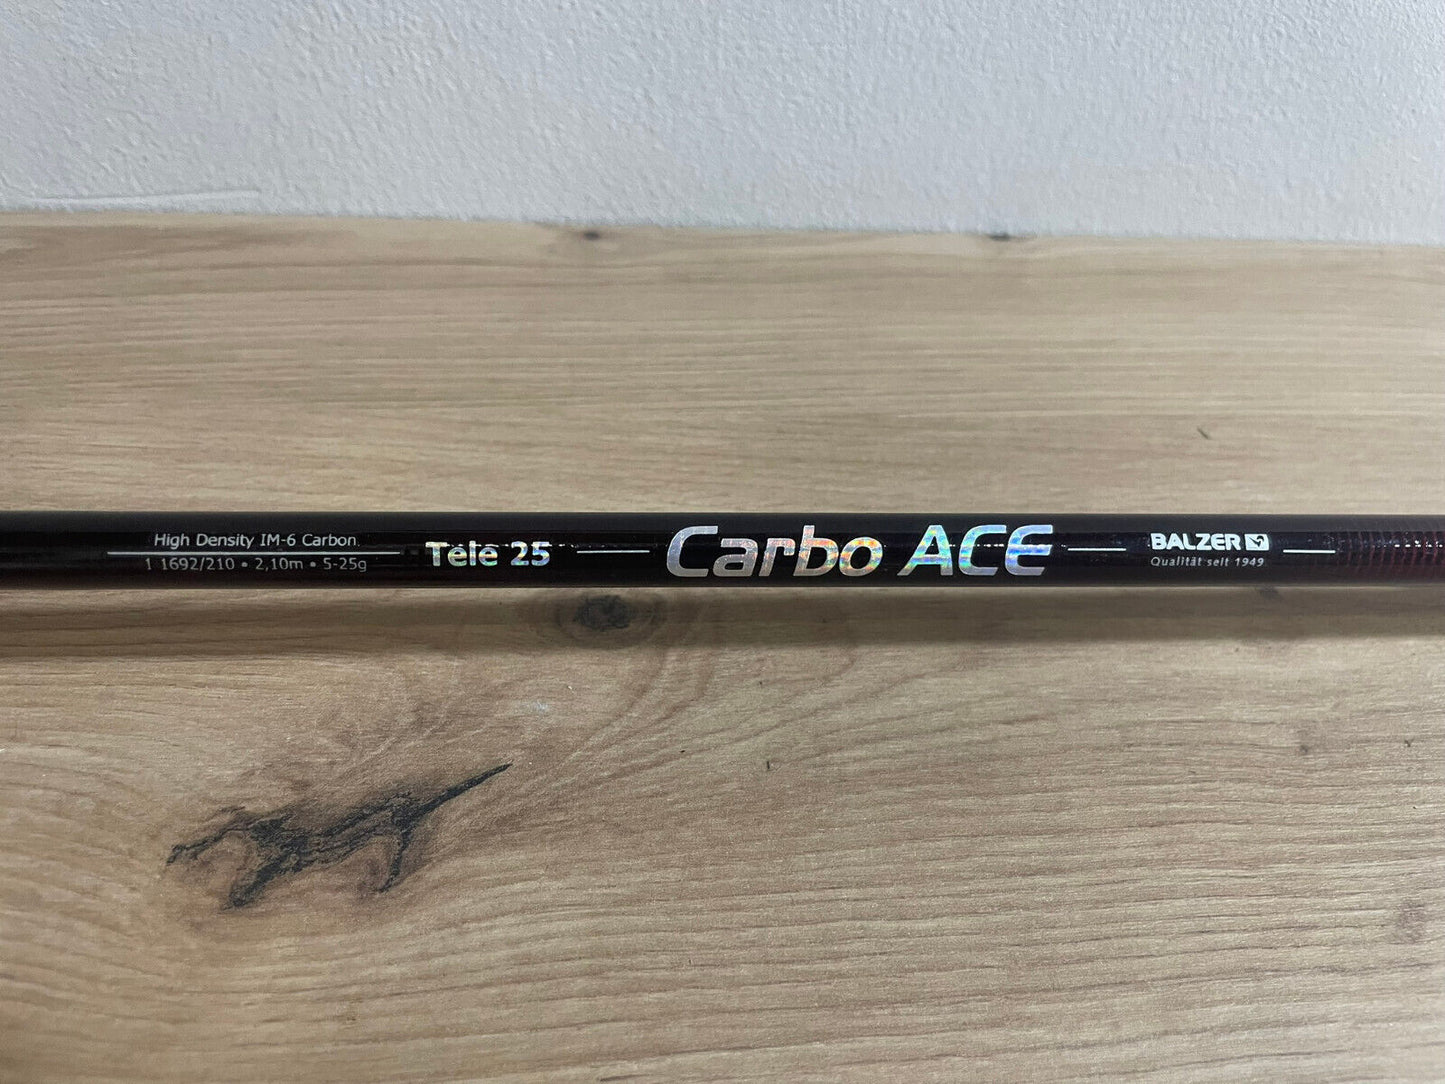 High Density IM-6 Carbon
1 1692/210 • 2,10m • 5-25g
Tele 25
Carbo ACE
BALZER
Qualität seit 1949